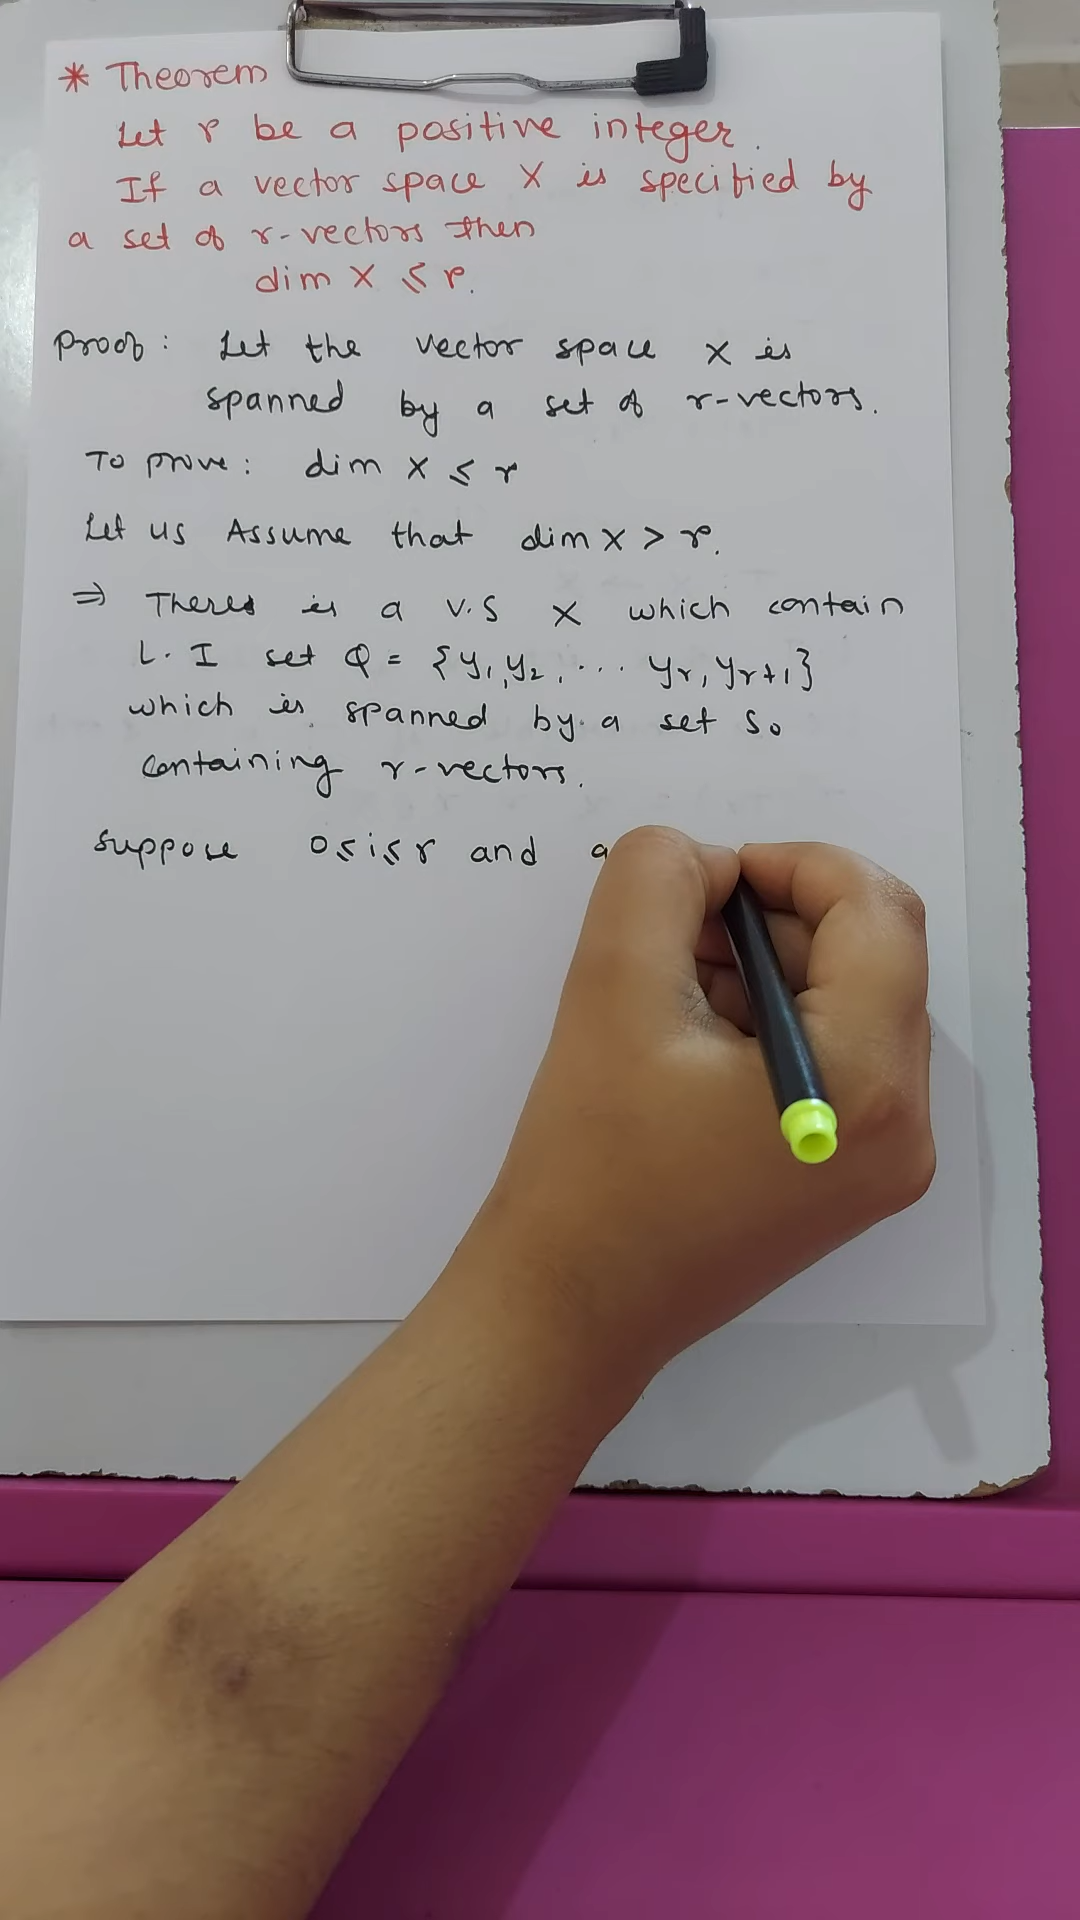 * Theorem
Let r be a positive integer.
If a vector space X is specified by
a set of r-vectors then
dim X ≤ r.
Proof: Let the vector space X is
spanned by a set of r-vectors.
To prove: dim X ≤ r
Let us Assume that dim X > r.
⇒ Theres is a V.S X which contain
L.I set Q = {y₁, y₂, ... yᵣ, yᵣ₊₁}
which is spanned by a set S₀
containing r-vectors.
Suppose 0≤i≤r and a